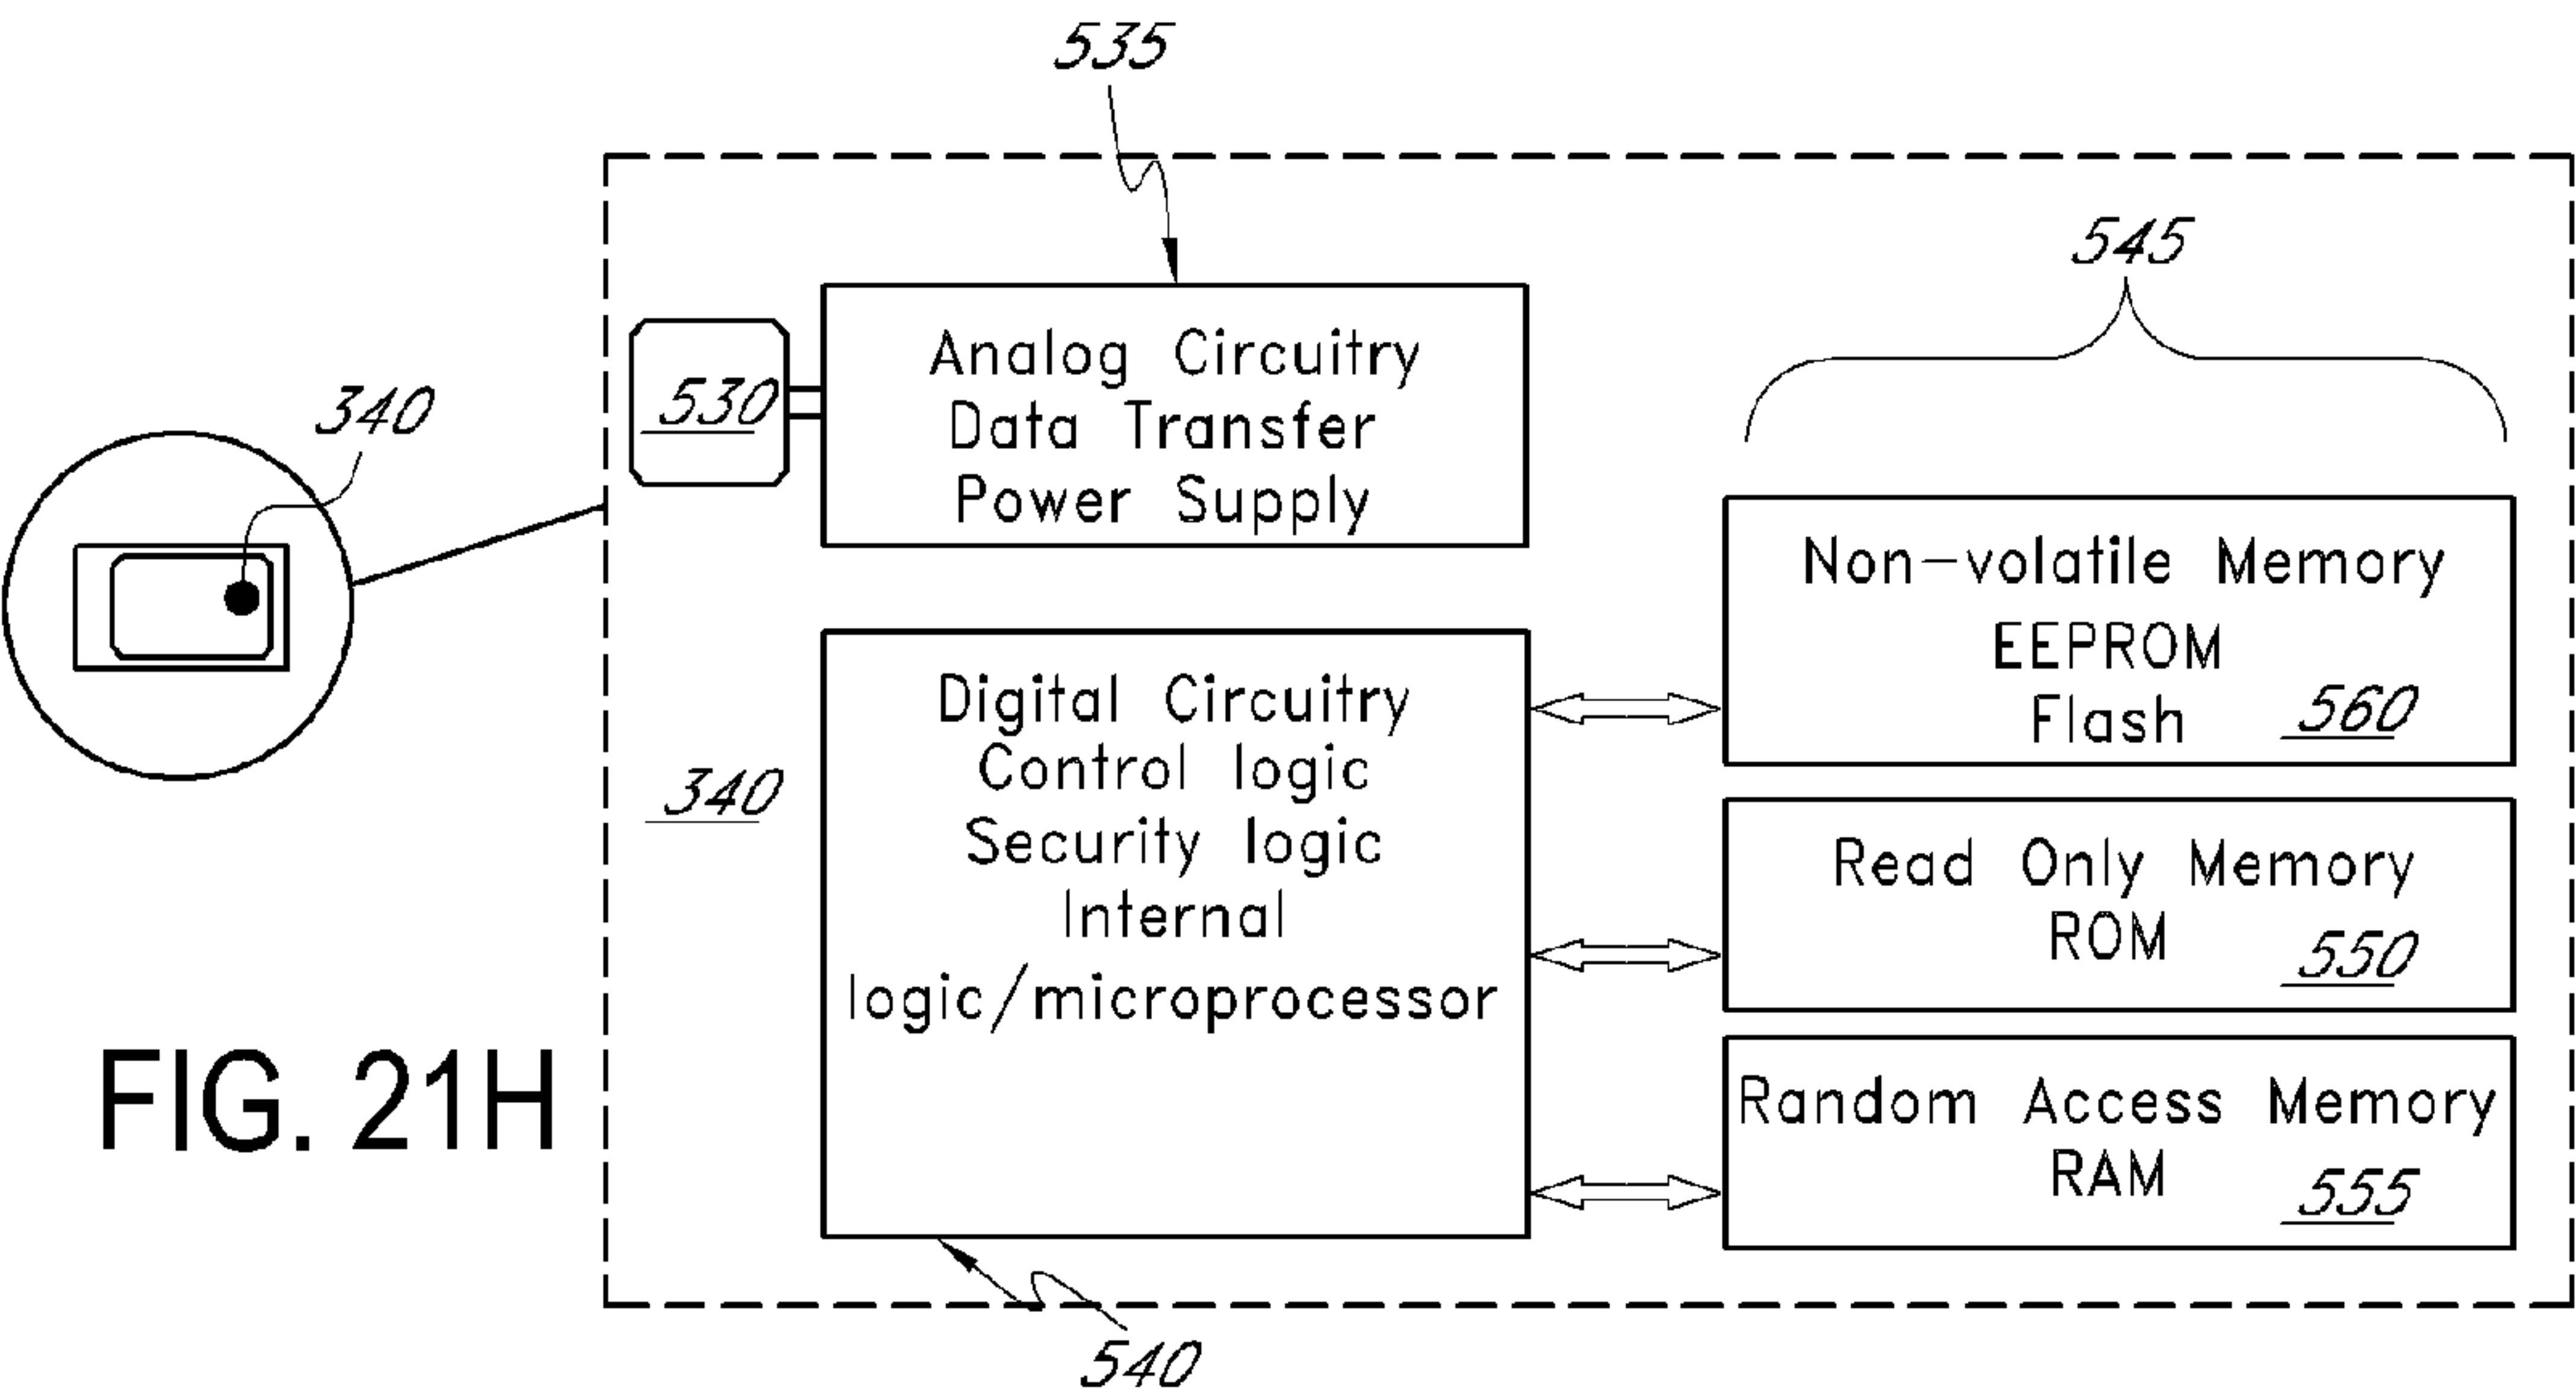 535
545
340
530
Analog Circuitry
Data Transfer
Power Supply
Non-volatile Memory
EEPROM
Flash
560
340
Digital Circuitry
Control logic
Security logic
Internal
logic/microprocessor
Read Only Memory
ROM
550
Random Access Memory
RAM
555
FIG. 21H
540